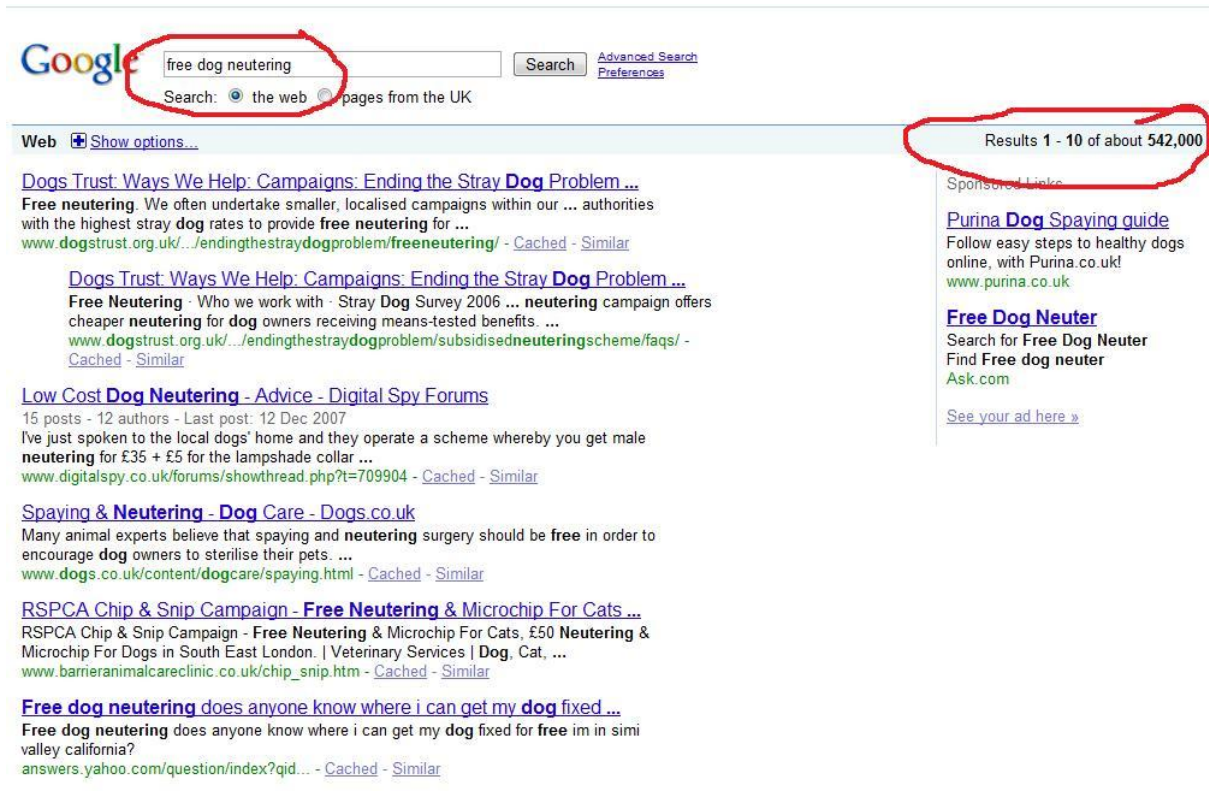 Google
free dog neutering
Search
Advanced Search
Preferences
Search: the web pages from the UK
Web Show options...
Results 1 - 10 of about 542,000
Dogs Trust: Ways We Help: Campaigns: Ending the Stray Dog Problem ...
Free neutering. We often undertake smaller, localised campaigns within our ... authorities
with the highest stray dog rates to provide free neutering for ...
www.dogstrust.org.uk/.../endingthestraydogproblem/freeneutering/ - Cached - Similar
Dogs Trust: Ways We Help: Campaigns: Ending the Stray Dog Problem ...
Free Neutering · Who we work with · Stray Dog Survey 2006 ... neutering campaign offers
cheaper neutering for dog owners receiving means-tested benefits. ...
www.dogstrust.org.uk/.../endingthestraydogproblem/subsidisedneuteringscheme/faqs/ -
Cached - Similar
Low Cost Dog Neutering - Advice - Digital Spy Forums
15 posts - 12 authors - Last post: 12 Dec 2007
I've just spoken to the local dogs' home and they operate a scheme whereby you get male
neutering for £35 + £5 for the lampshade collar ...
www.digitalspy.co.uk/forums/showthread.php?t=709904 - Cached - Similar
Spaying & Neutering - Dog Care - Dogs.co.uk
Many animal experts believe that spaying and neutering surgery should be free in order to
encourage dog owners to sterilise their pets. ...
www.dogs.co.uk/content/dogcare/spaying.html - Cached - Similar
RSPCA Chip & Snip Campaign - Free Neutering & Microchip For Cats ...
RSPCA Chip & Snip Campaign - Free Neutering & Microchip For Cats, £50 Neutering &
Microchip For Dogs in South East London. | Veterinary Services | Dog, Cat, ...
www.barrieranimalcareclinic.co.uk/chip_snip.htm - Cached - Similar
Free dog neutering does anyone know where i can get my dog fixed ...
Free dog neutering does anyone know where i can get my dog fixed for free im in simi
valley california?
answers.yahoo.com/question/index?qid... - Cached - Similar
Sponsored Links
Purina Dog Spaying guide
Follow easy steps to healthy dogs
online, with Purina.co.uk!
www.purina.co.uk
Free Dog Neuter
Search for Free Dog Neuter
Find Free dog neuter
Ask.com
See your ad here »